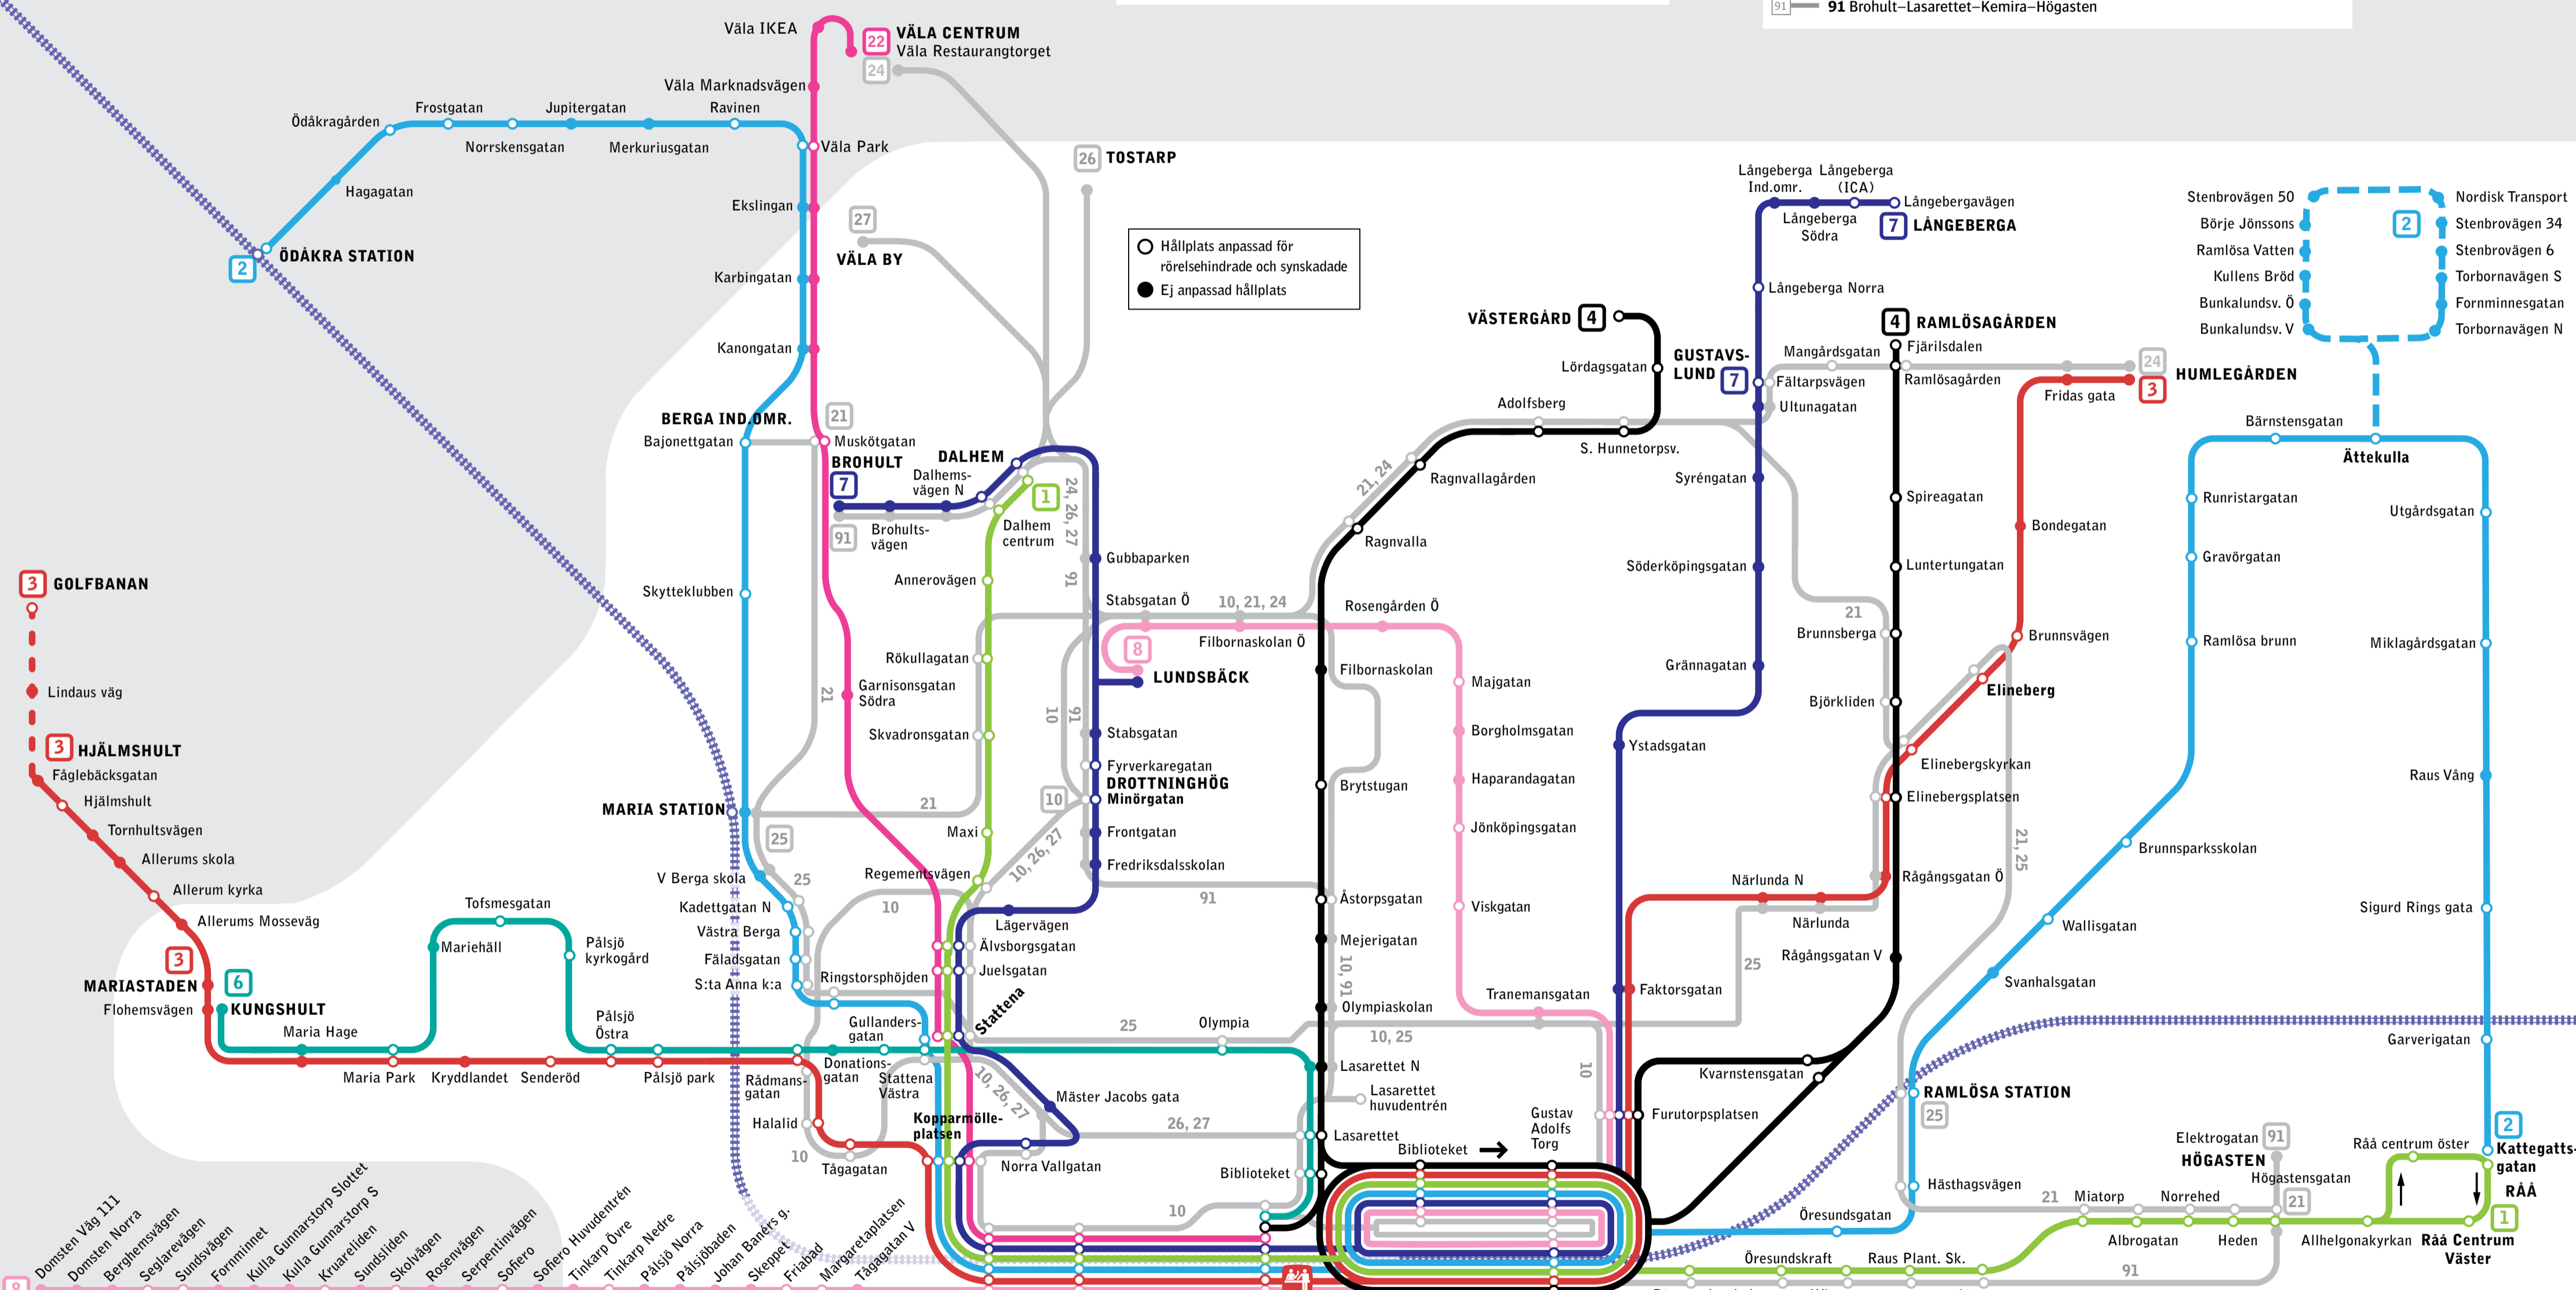 91
91 Brohult–Lasarettet–Kemira–Högasten
Väla IKEA
22
VÄLA CENTRUM
Väla Restaurangtorget
24
Väla Marknadsvägen
Ödåkragården
Frostgatan
Jupitergatan
Ravinen
Norrskensgatan
Merkuriusgatan
Väla Park
26
TOSTARP
Hagagatan
Ekslingan
27
VÄLA BY
2
ÖDÅKRA STATION
Karbingatan
Kanongatan
Hållplats anpassad för
rörelsehindrade och synskadade
Ej anpassad hållplats
Långeberga
Ind.omr.
Långeberga
(ICA)
Långeberga
Södra
Långebergavägen
7
LÅNGEBERGA
Långeberga Norra
Stenbrovägen 50
Börje Jönssons
Ramlösa Vatten
Kullens Bröd
Bunkalundsv. Ö
Bunkalundsv. V
2
Nordisk Transport
Stenbrovägen 34
Stenbrovägen 6
Torbornavägen S
Fornminnesgatan
Torbornavägen N
VÄSTERGÅRD
4
Lördagsgatan
GUSTAVS-
LUND
7
Mangårdsgatan
Fältarpsvägen
Ultunagatan
4
RAMLÖSAGÅRDEN
Fjärilsdalen
Ramlösagården
24
3
HUMLEGÅRDEN
Fridas gata
BERGA IND.OMR.
Bajonettgatan
21
Muskötgatan
BROHULT
7
91
Dalhems-
vägen N
Brohults-
vägen
DALHEM
1
Dalhem
centrum
24, 26, 27
91
Adolfsberg
S. Hunnetorpsv.
21, 24
Ragnvallagården
Ragnvalla
Syréngatan
Söderköpingsgatan
Grännagatan
Ystadsgatan
Spireagatan
Luntertungatan
21
Brunnsberga
Björkliden
Bondegatan
Brunnsvägen
Elineberg
Elinebergskyrkan
Elinebergsplatsen
Rågångsgatan Ö
Rågångsgatan V
21, 25
Bärnstensgatan
Ättekulla
Runristargatan
Gravörgatan
Ramlösa brunn
Utgårdsgatan
Miklagårdsgatan
Raus Vång
Sigurd Rings gata
Garverigatan
Brunnsparksskolan
Wallisgatan
Svanhalsgatan
3
GOLFBANAN
Lindaus väg
3
HJÄLMSHULT
Fåglebäcksgatan
Hjälmshult
Tornhultsvägen
Allerums skola
Allerum kyrka
Allerums Mosseväg
3
MARIASTADEN
Flohemsvägen
6
KUNGSHULT
Maria Hage
Mariehäll
Tofsmesgatan
Pålsjö
kyrkogård
Pålsjö
Östra
Maria Park
Kryddlandet
Senderöd
Pålsjö park
Skytteklubben
MARIA STATION
25
25
V Berga skola
Kadettgatan N
Västra Berga
Fäladsgatan
S:ta Anna k:a
Ringstorsphöjden
21
21
Garnisonsgatan
Södra
Annerovägen
Rökullagatan
Skvadronsgatan
Maxi
Regementsvägen
10
Gubbaparken
Stabsgatan Ö
10, 21, 24
Filbornaskolan Ö
Rosengården Ö
8
LUNDSBÄCK
10
91
Stabsgatan
Fyrverkaregatan
DROTTNINGHÖG
Minörgatan
10
Frontgatan
Fredriksdalsskolan
10, 26, 27
91
Lägervägen
Älvsborgsgatan
Juelsgatan
Stattena
Filbornaskolan
Brytstugan
Åstorpsgatan
Mejerigatan
10, 91
Olympiaskolan
Lasarettet N
Lasarettet
huvudentrén
Lasarettet
Biblioteket
Majgatan
Borgholmsgatan
Haparandagatan
Jönköpingsgatan
Viskgatan
Tranemansgatan
Närlunda N
Närlunda
25
Faktorsgatan
25
Olympia
10, 25
10
Gullanders-
gatan
Donations-
gatan
Stattena
Västra
Rådmans-
gatan
Halalid
10
Tågagatan
Kopparmölle-
platsen
10, 26, 27
Mäster Jacobs gata
26, 27
Norra Vallgatan
10
Gustav
Adolfs
Torg
Biblioteket
Furutorpsplatsen
Kvarnstensgatan
RAMLÖSA STATION
25
Hästhagsvägen
Öresundsgatan
Öresundskraft
Raus Plant. Sk.
Elektrogatan
91
HÖGASTEN
Högastensgatan
21
21
Miatorp
Norrehed
Albrogatan
Heden
Allhelgonakyrkan
91
Råå centrum öster
2
Kattegatts-
gatan
RÅÅ
1
Råå Centrum
Väster
8
Domsten Väg 111
Domsten Norra
Berghemsvägen
Seglarevägen
Sundsvägen
Fornminnet
Kulla Gunnarstorp Slottet
Kulla Gunnarstorp S
Kruareliden
Sundsliden
Skolvägen
Rosenvägen
Serpentinvägen
Sofiero
Sofiero Huvudentrén
Tinkarp Övre
Tinkarp Nedre
Pålsjö Norra
Pålsjöbaden
Johan Banérs g.
Skeppet
Friabad
Margaretaplatsen
Tågagatan V